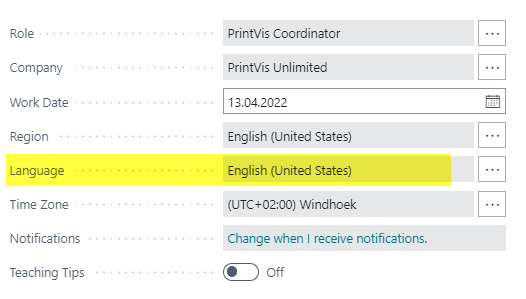 Role PrintVis Coordinator ...
Company PrintVis Unlimited ...
Work Date 13.04.2022
Region English (United States) ...
Language English (United States) ...
Time Zone (UTC+02:00) Windhoek ...
Notifications Change when I receive notifications.
Teaching Tips Off